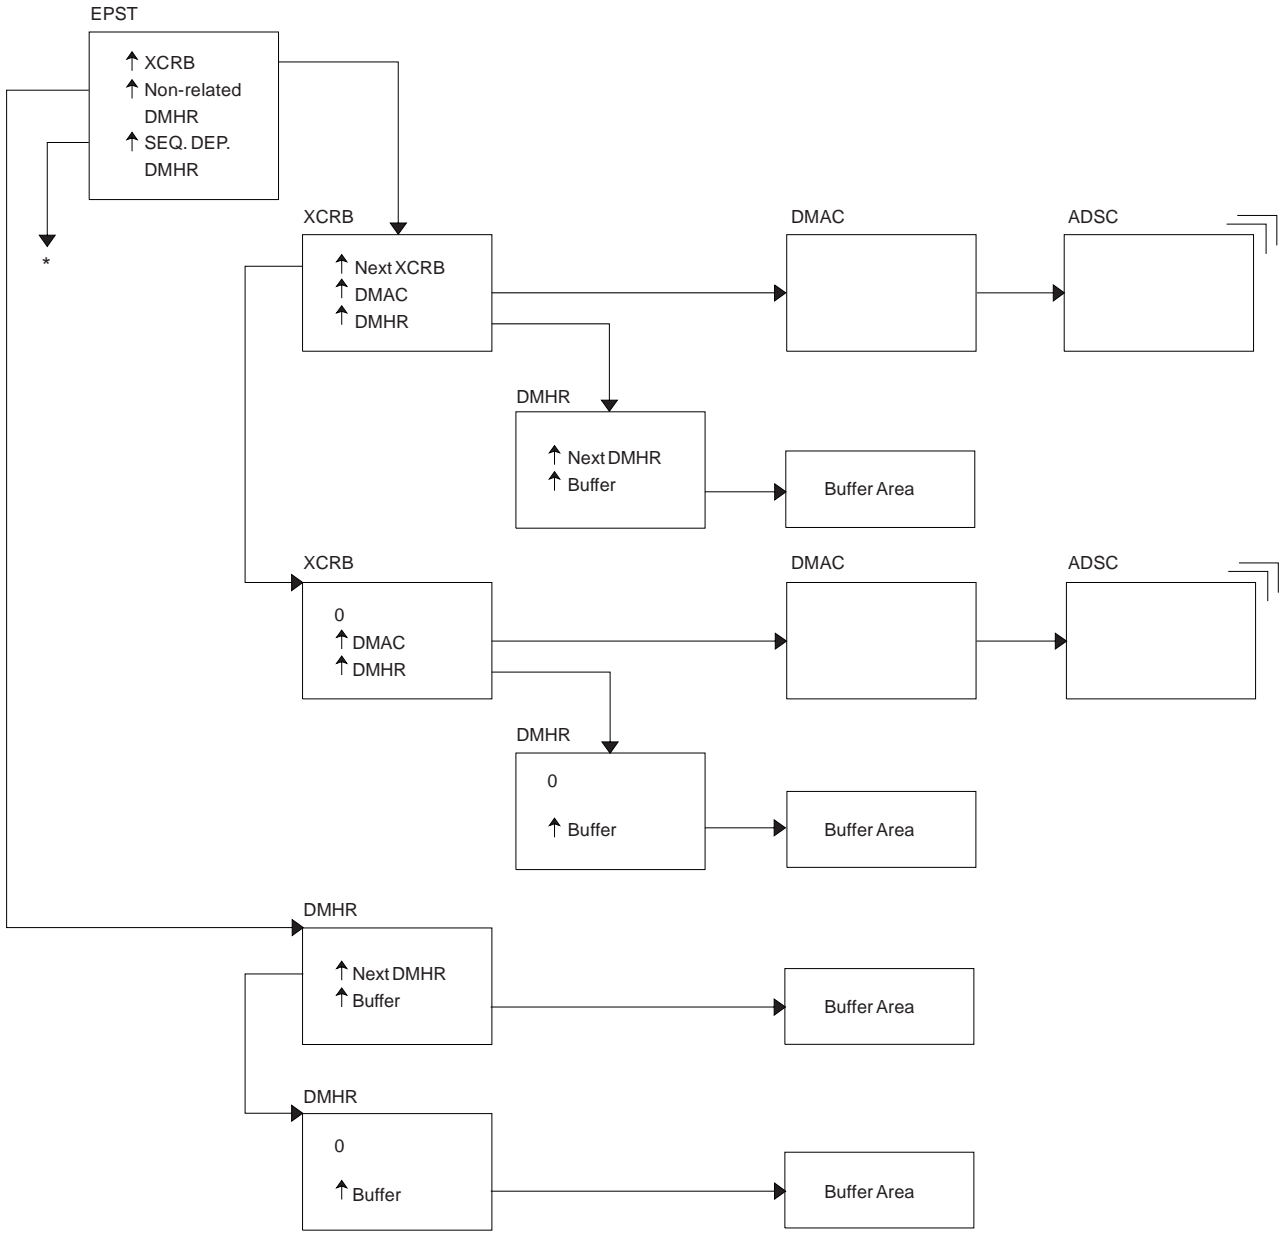 EPST
XCRB
Non-related
DMHR
SEQ. DEP.
DMHR
*
XCRB
Next XCRB
DMAC
DMHR
DMAC
ADSC
DMHR
Next DMHR
Buffer
Buffer Area
XCRB
0
DMAC
DMHR
DMAC
ADSC
DMHR
0
Buffer
Buffer Area
DMHR
Next DMHR
Buffer
Buffer Area
DMHR
0
Buffer
Buffer Area